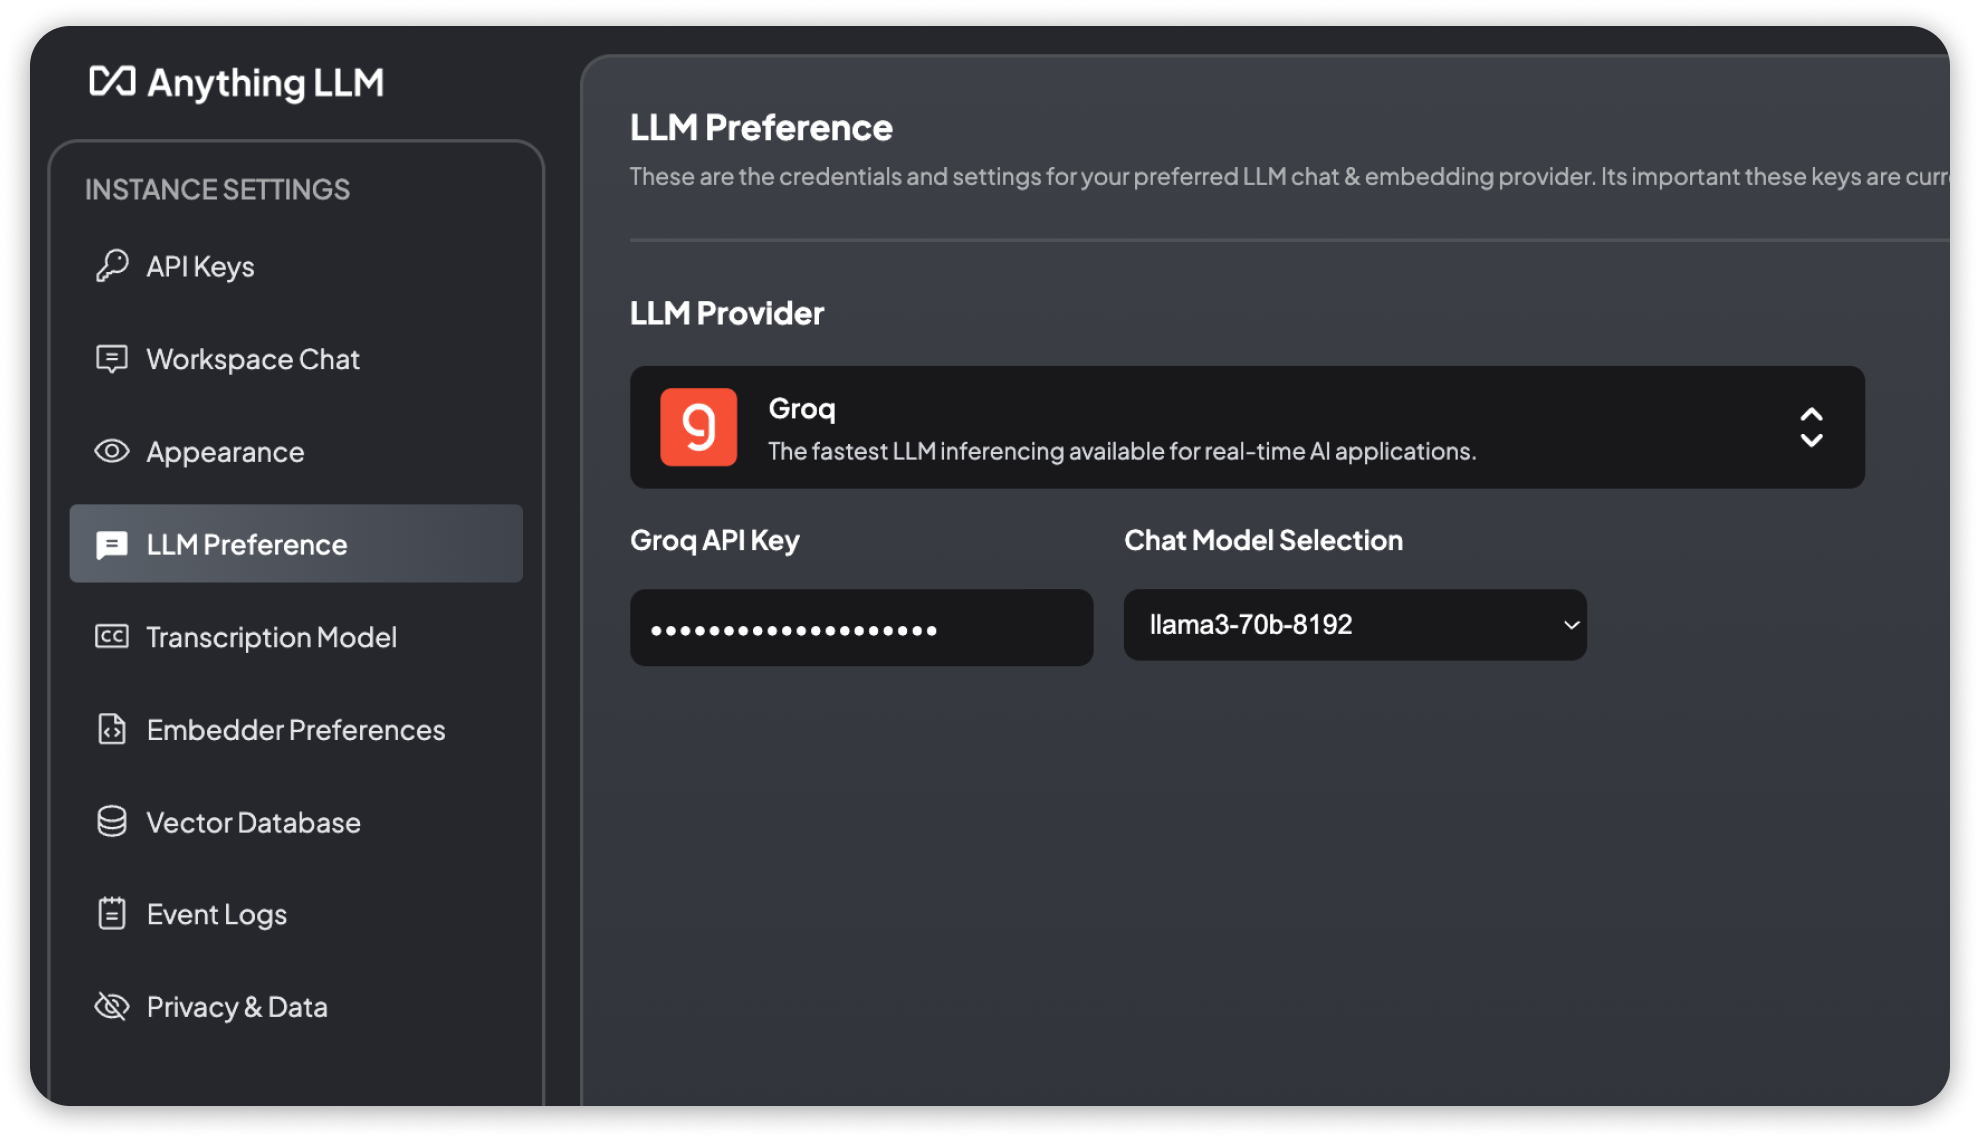 Anything LLM
INSTANCE SETTINGS
API Keys
Workspace Chat
Appearance
LLM Preference
Transcription Model
Embedder Preferences
Vector Database
Event Logs
Privacy & Data
LLM Preference
These are the credentials and settings for your preferred LLM chat & embedding provider. Its important these keys are curr
LLM Provider
Groq
The fastest LLM inferencing available for real-time AI applications.
Groq API Key
Chat Model Selection
••••••••••••••••••••
llama3-70b-8192